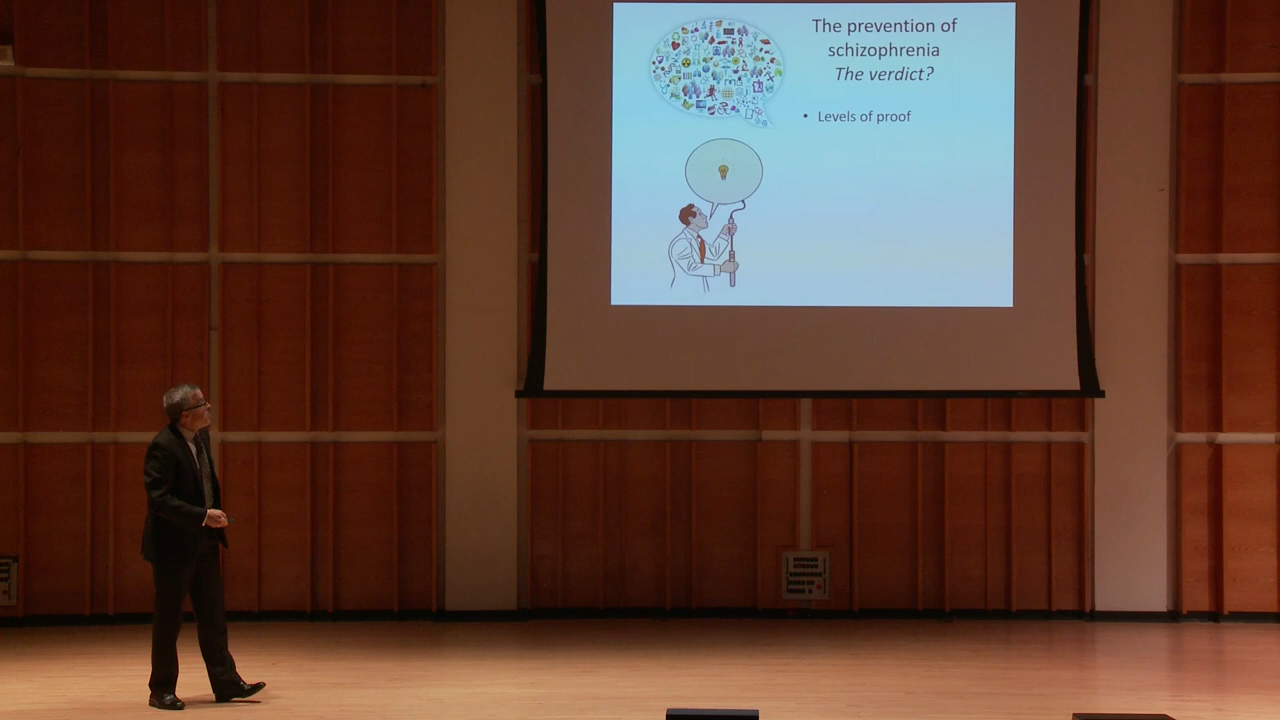 The prevention of
schizophrenia
The verdict?
• Levels of proof